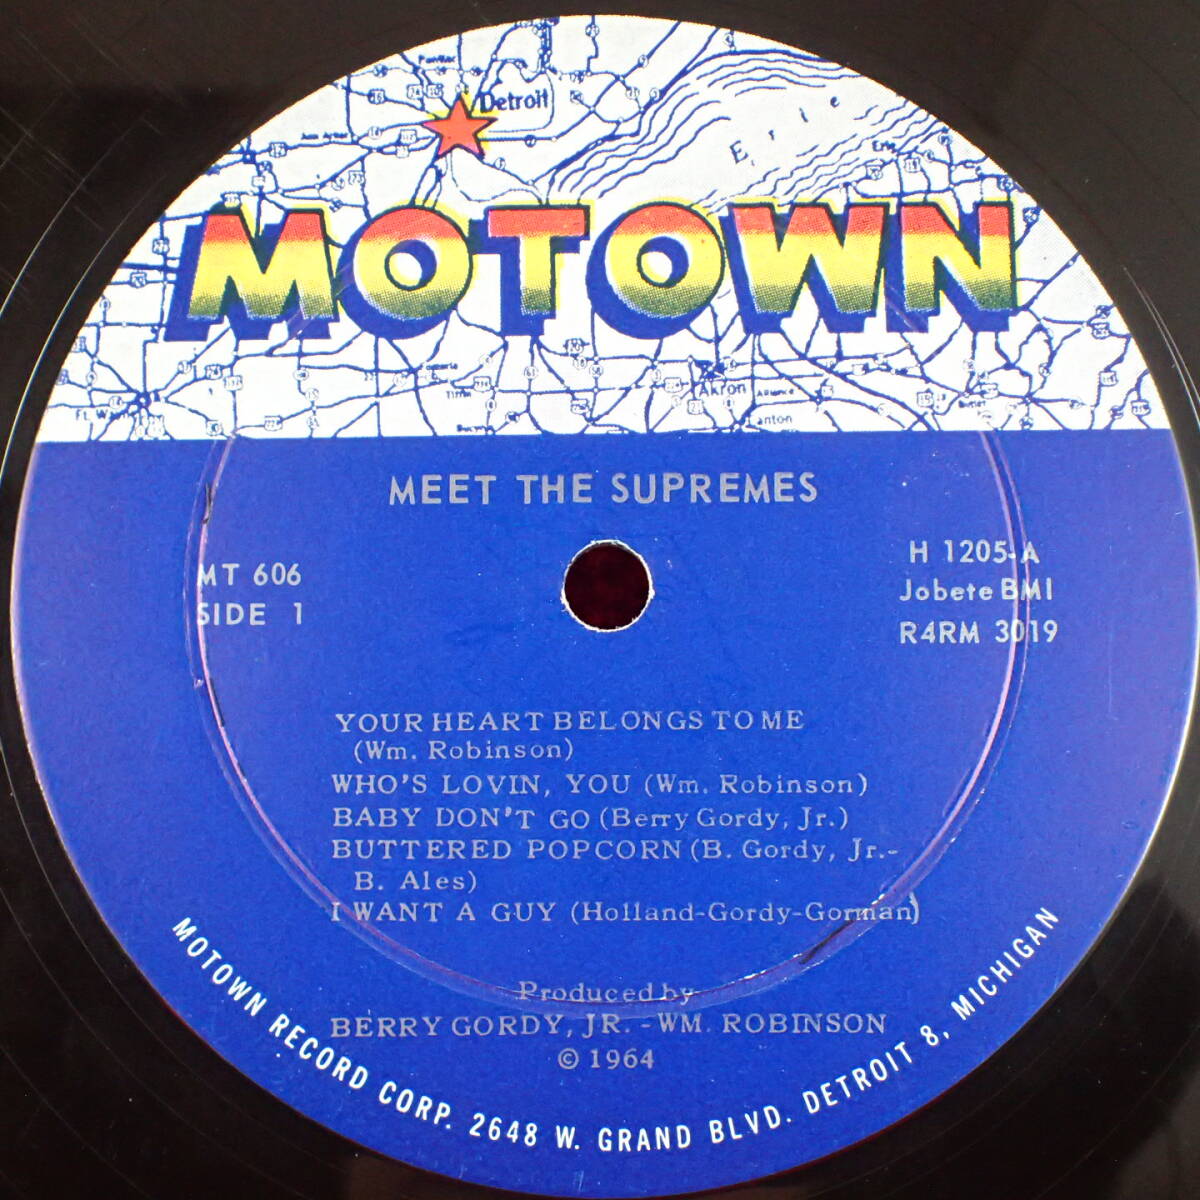 Detroit
Erie
Erie
MOTOWN
Akron
Alliance
Canton
MEET THE SUPREMES
MT 606
SIDE 1
H 1205-A
Jobete BMI
R4RM 3019
YOUR HEART BELONGS TO ME
(Wm. Robinson)
WHO'S LOVIN, YOU (Wm. Robinson)
BABY DON'T GO (Berry Gordy, Jr.)
BUTTERED POPCORN (B. Gordy, Jr.-
B. Ales)
I WANT A GUY (Holland-Gordy-Gorman)
Produced by
BERRY GORDY, JR. - WM. ROBINSON
© 1964
MOTOWN RECORD CORP. 2648 W. GRAND BLVD. DETROIT 8, MICHIGAN